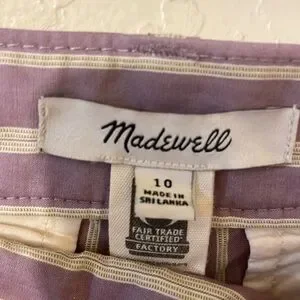 Madewell
10
MADE IN
SRI LANKA
FAIR TRADE
CERTIFIED
FACTORY